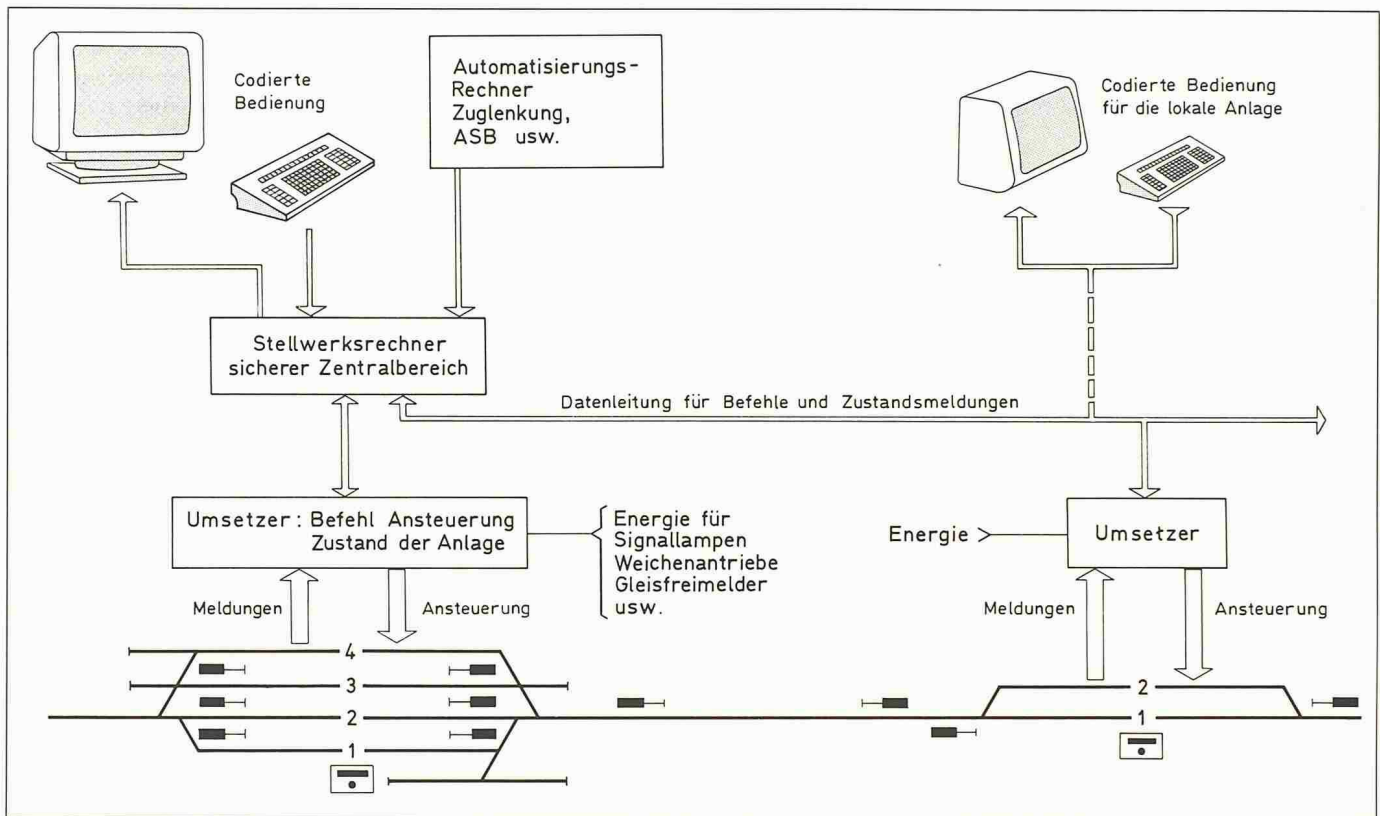 Codierte
Bedienung
Automatisierungs-
Rechner
Zuglenkung,
ASB usw.
Codierte Bedienung
für die lokale Anlage
Stellwerksrechner
sicherer Zentralbereich
Datenleitung für Befehle und Zustandsmeldungen
Umsetzer: Befehl Ansteuerung
Zustand der Anlage
Energie für
Signallampen
Weichenantriebe
Gleisfreimelder
usw.
Energie
Umsetzer
Meldungen
Ansteuerung
Meldungen
Ansteuerung
4
3
2
1
2
1